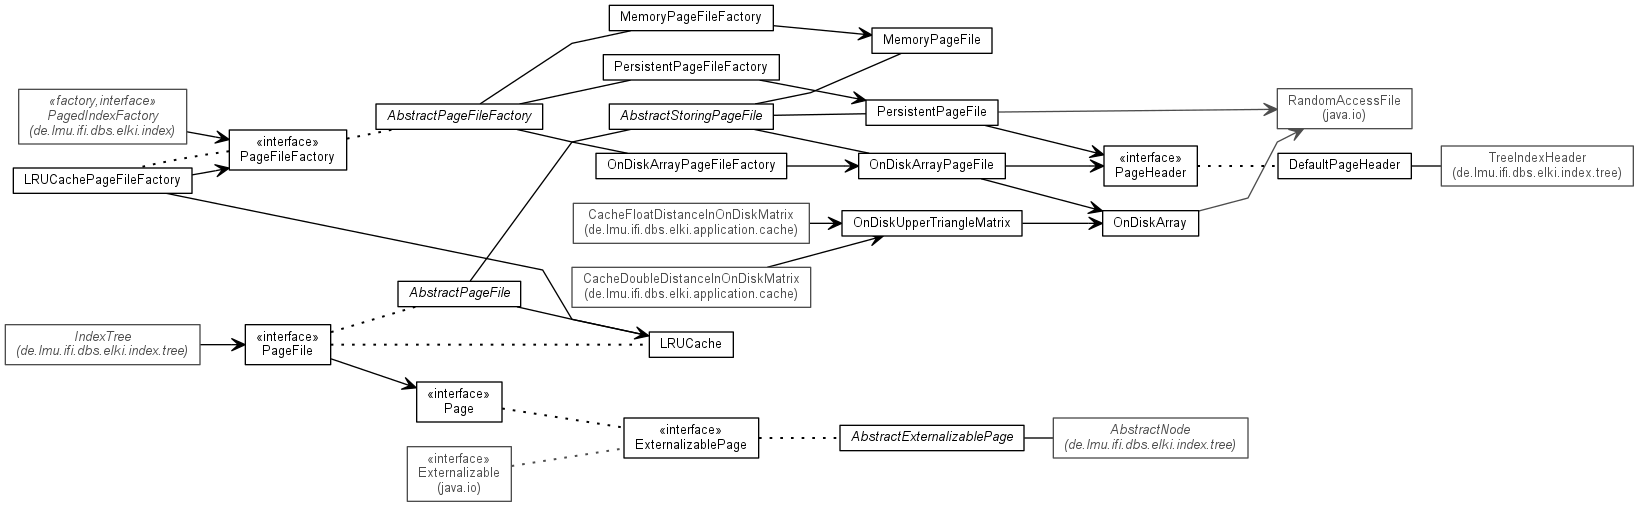 MemoryPageFileFactory
MemoryPageFile
PersistentPageFileFactory
«factory,interface»
PagedIndexFactory
(de.lmu.ifi.dbs.elki.index)
AbstractPageFileFactory
AbstractStoringPageFile
PersistentPageFile
RandomAccessFile
(java.io)
«interface»
PageFileFactory
LRUCachePageFileFactory
OnDiskArrayPageFileFactory
OnDiskArrayPageFile
«interface»
PageHeader
DefaultPageHeader
TreeIndexHeader
(de.lmu.ifi.dbs.elki.index.tree)
CacheFloatDistanceInOnDiskMatrix
(de.lmu.ifi.dbs.elki.application.cache)
OnDiskUpperTriangleMatrix
OnDiskArray
CacheDoubleDistanceInOnDiskMatrix
(de.lmu.ifi.dbs.elki.application.cache)
AbstractPageFile
IndexTree
(de.lmu.ifi.dbs.elki.index.tree)
«interface»
PageFile
LRUCache
«interface»
Page
«interface»
ExternalizablePage
AbstractExternalizablePage
AbstractNode
(de.lmu.ifi.dbs.elki.index.tree)
«interface»
Externalizable
(java.io)